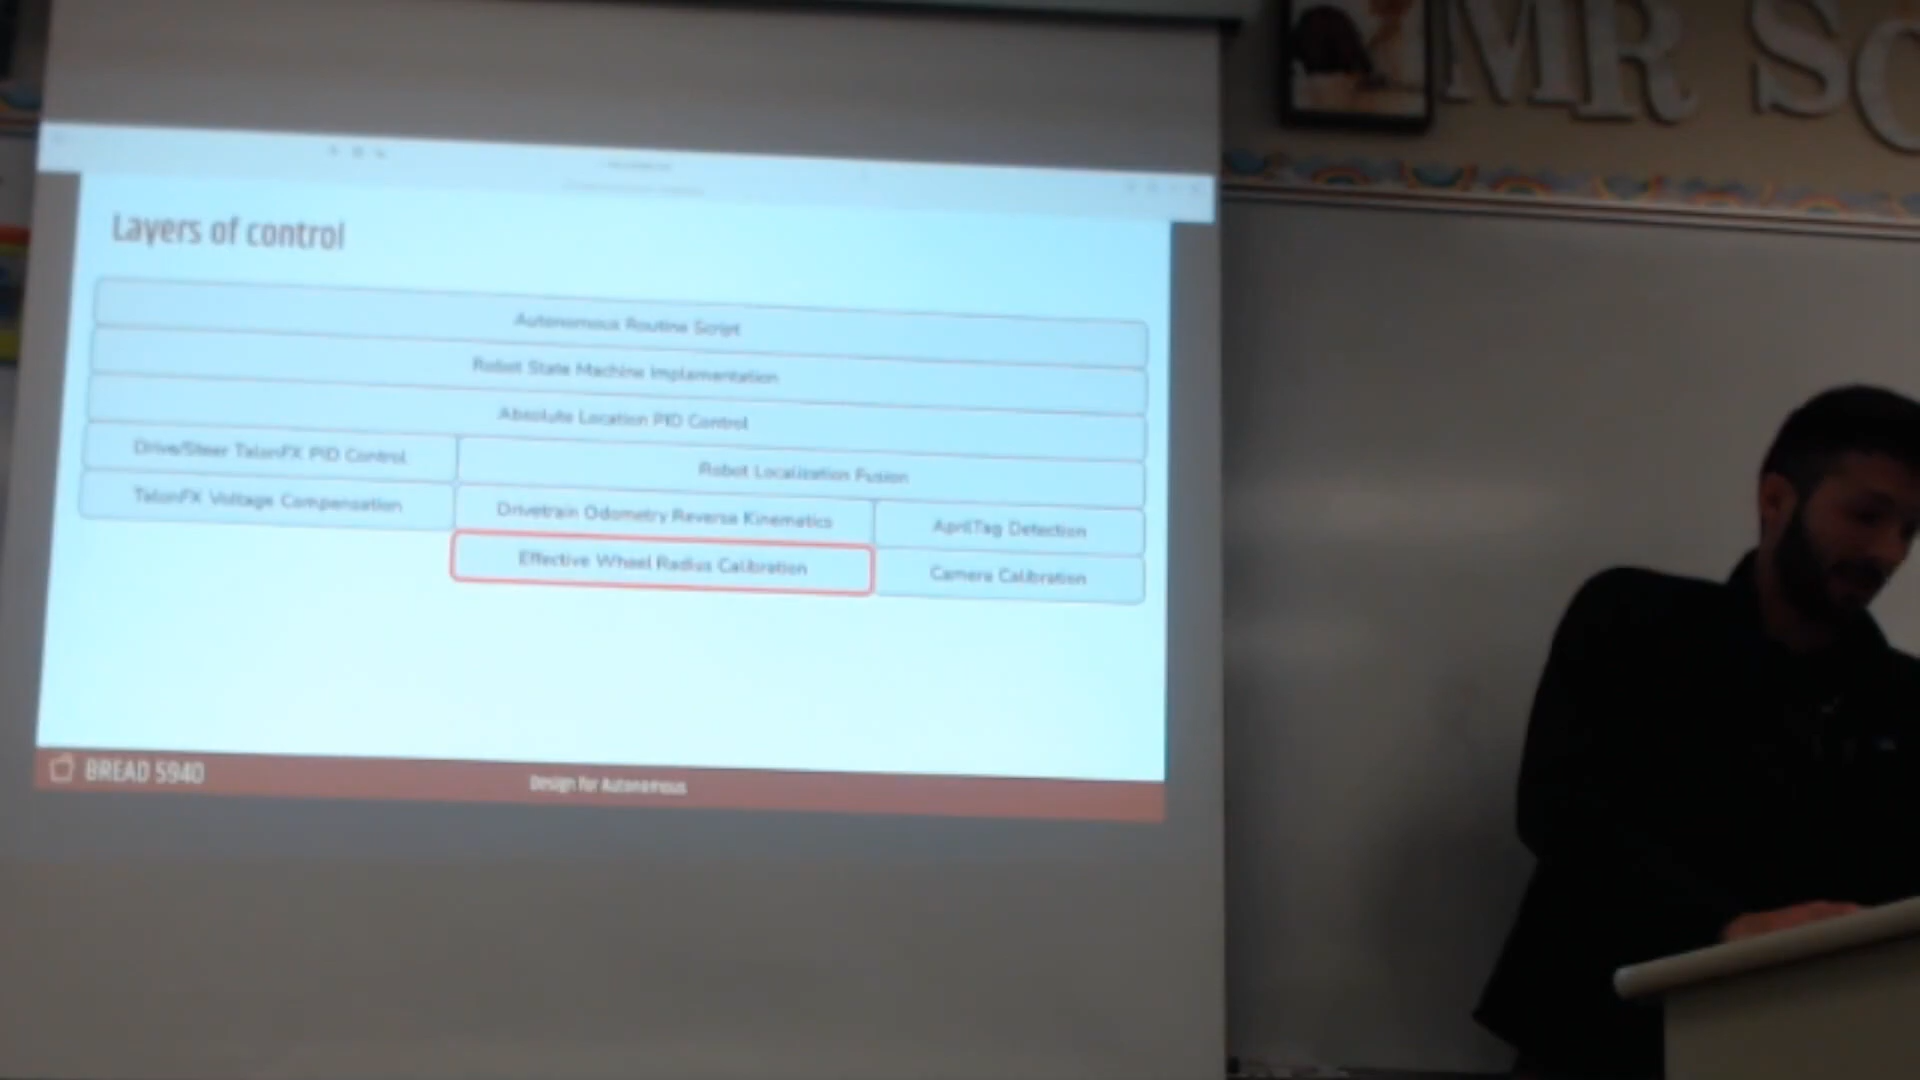 MR SC
Layers of control
Autonomous Routine Script
Robot State Machine Implementation
Absolute Location PID Control
Drive/Steer TalonFX PID Control
Robot Localization Fusion
TalonFX Voltage Compensation
Drivetrain Odometry Reverse Kinematics
AprilTag Detection
Effective Wheel Radius Calibration
Camera Calibration
BREAD 5940
Design for Autonomous